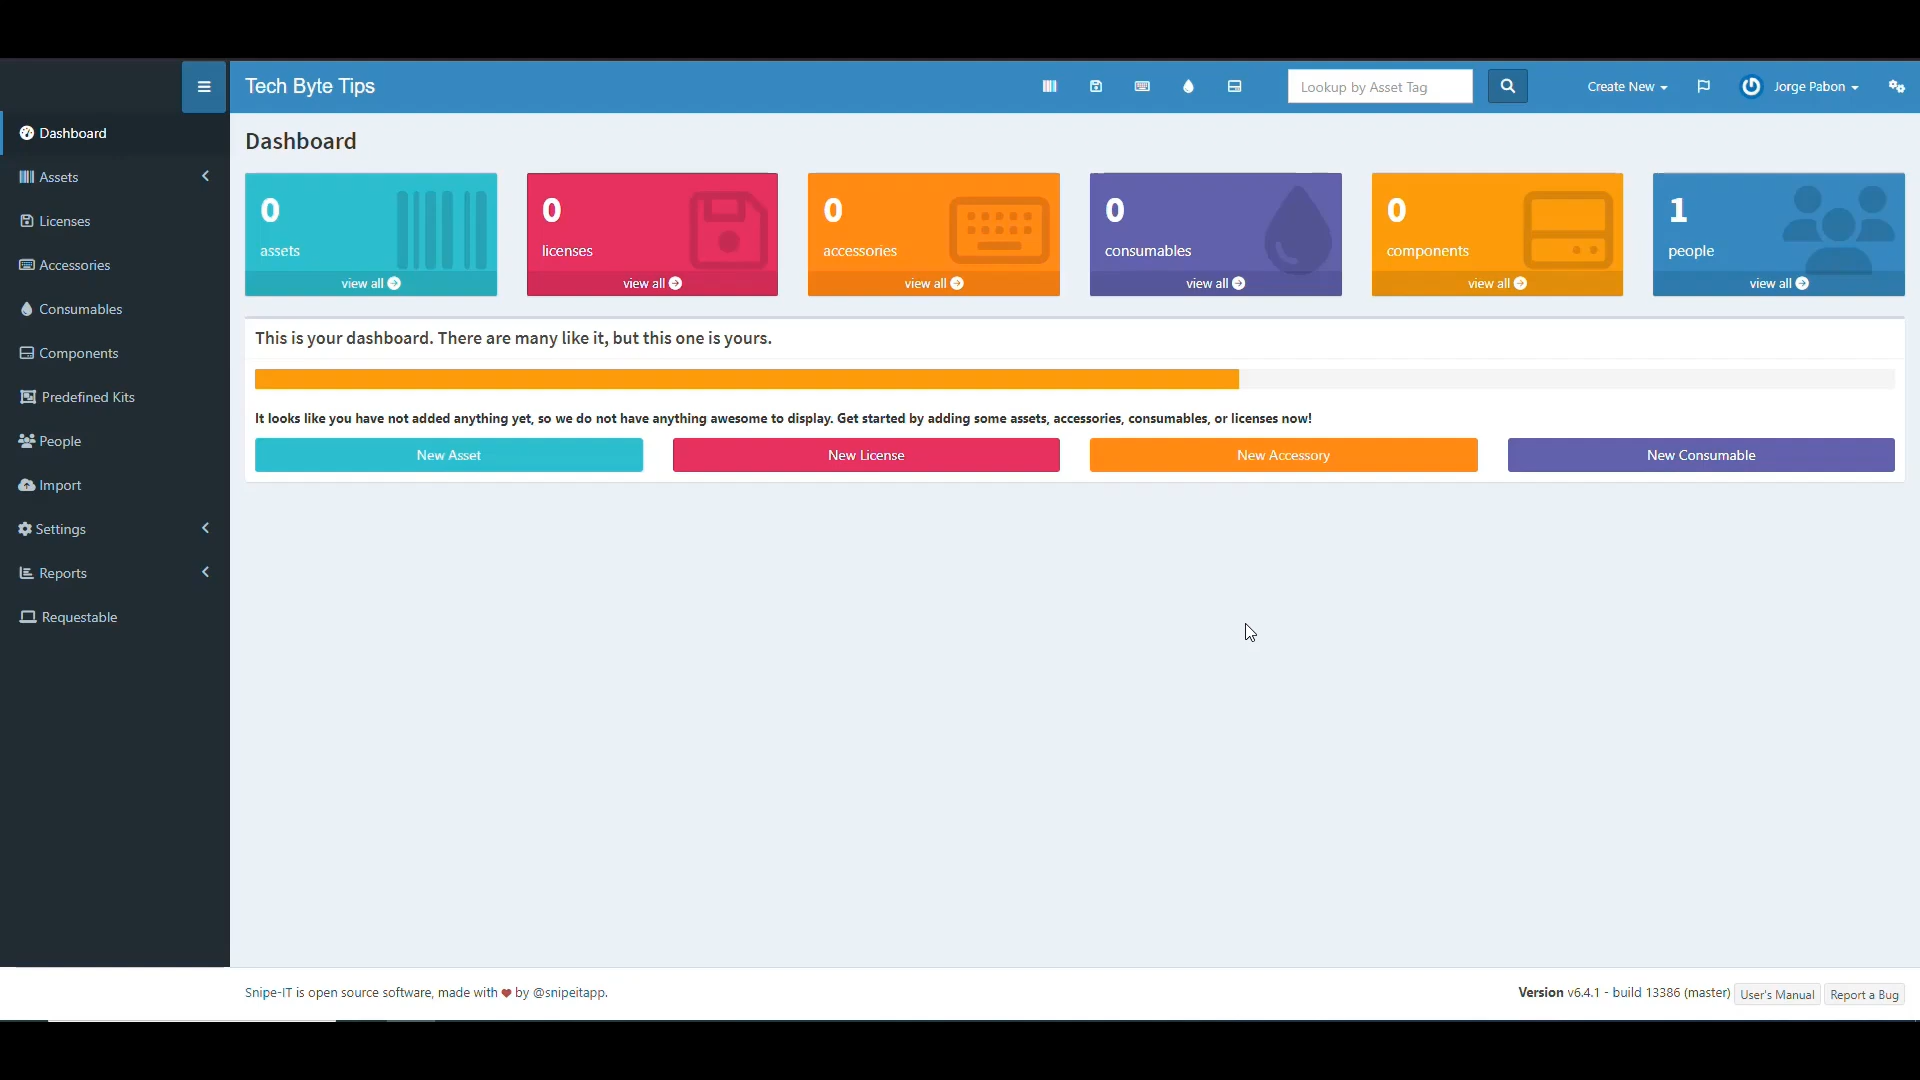 Tech Byte Tips
Lookup by Asset Tag
Create New
Jorge Pabon
Dashboard
Assets
Licenses
Accessories
Consumables
Components
Predefined Kits
People
Import
Settings
Reports
Requestable
Dashboard
0
assets
view all
0
licenses
view all
0
accessories
view all
0
consumables
view all
0
components
view all
1
people
view all
This is your dashboard. There are many like it, but this one is yours.
It looks like you have not added anything yet, so we do not have anything awesome to display. Get started by adding some assets, accessories, consumables, or licenses now!
New Asset
New License
New Accessory
New Consumable
Snipe-IT is open source software, made with ♥ by @snipeitapp.
Version v6.4.1 - build 13386 (master)
User's Manual
Report a Bug